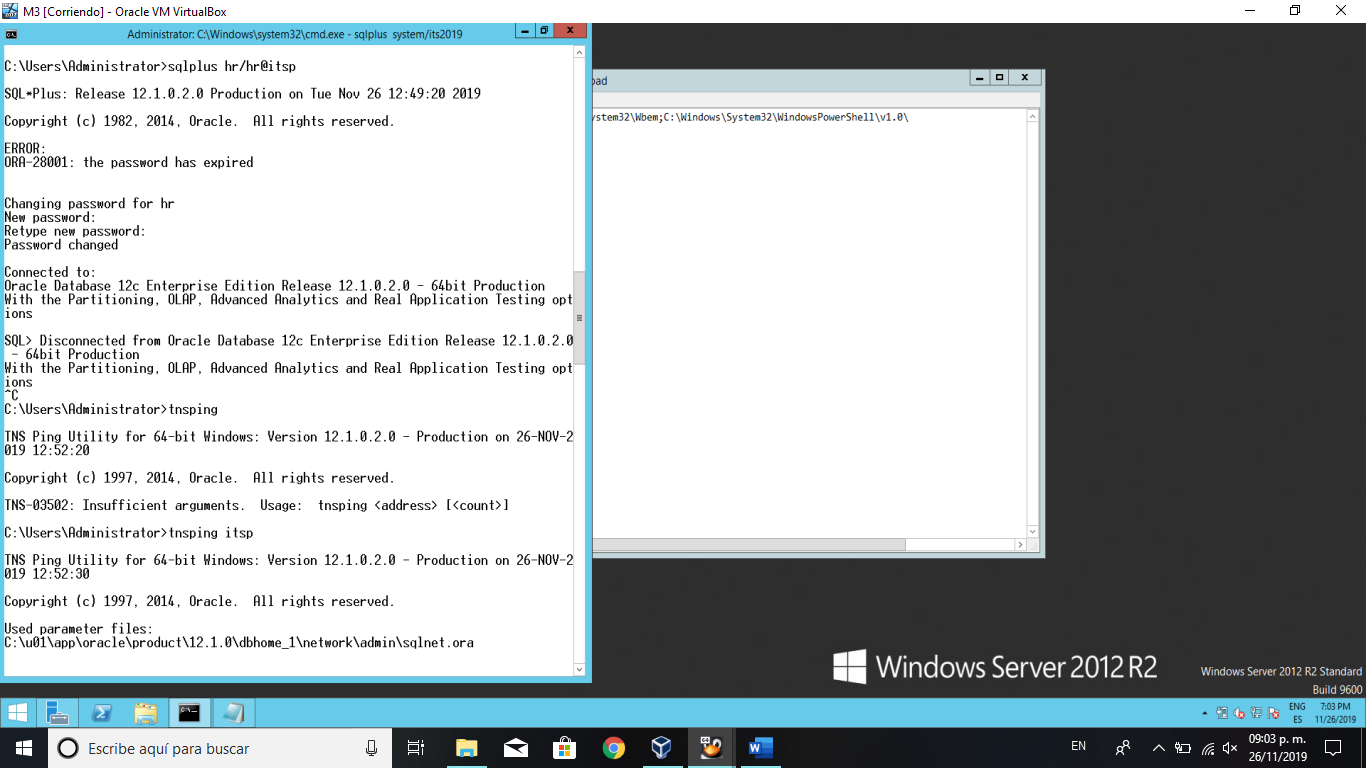 M3 [Corriendo] - Oracle VM VirtualBox
Administrator: C:\Windows\system32\cmd.exe - sqlplus  system/its2019
C:\Users\Administrator>sqlplus hr/hr@itsp
SQL*Plus: Release 12.1.0.2.0 Production on Tue Nov 26 12:49:20 2019
Copyright (c) 1982, 2014, Oracle.  All rights reserved.
ERROR:
ORA-28001: the password has expired
Changing password for hr
New password:
Retype new password:
Password changed
Connected to:
Oracle Database 12c Enterprise Edition Release 12.1.0.2.0 - 64bit Production
With the Partitioning, OLAP, Advanced Analytics and Real Application Testing opt
ions
SQL> Disconnected from Oracle Database 12c Enterprise Edition Release 12.1.0.2.0
 - 64bit Production
With the Partitioning, OLAP, Advanced Analytics and Real Application Testing opt
ions
^C
C:\Users\Administrator>tnsping
TNS Ping Utility for 64-bit Windows: Version 12.1.0.2.0 - Production on 26-NOV-2
019 12:52:20
Copyright (c) 1997, 2014, Oracle.  All rights reserved.
TNS-03502: Insufficient arguments.  Usage:  tnsping <address> [<count>]
C:\Users\Administrator>tnsping itsp
TNS Ping Utility for 64-bit Windows: Version 12.1.0.2.0 - Production on 26-NOV-2
019 12:52:30
Copyright (c) 1997, 2014, Oracle.  All rights reserved.
Used parameter files:
C:\u01\app\oracle\product\12.1.0\dbhome_1\network\admin\sqlnet.ora
pad
ystem32\Wbem;C:\Windows\System32\WindowsPowerShell\v1.0\
Windows Server 2012 R2
Windows Server 2012 R2 Standard
Build 9600
ENG
ES
7:03 PM
11/26/2019
Escribe aquí para buscar
EN
09:03 p. m.
26/11/2019